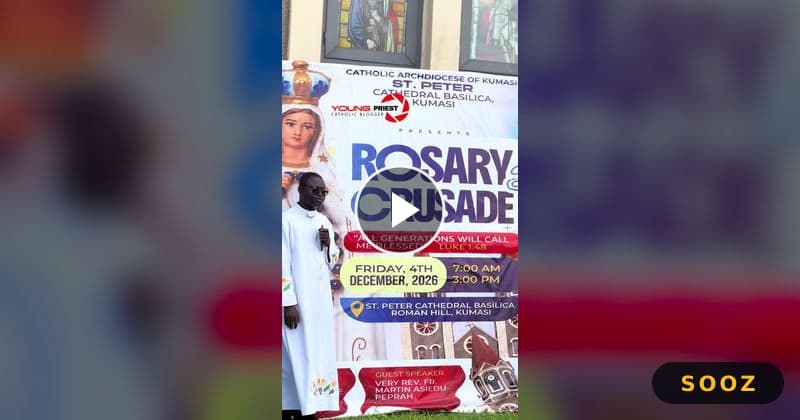 CATHOLIC ARCHDIOCESE OF KUMASI
ST. PETER
CATHEDRAL BASILICA,
KUMASI
YOUNG PRIEST
CATHOLIC BLOGGER
PRESENTS
ROSARY
CRUSADE
"ALL GENERATIONS WILL CALL
ME BLESSED" LUKE 1:48
FRIDAY, 4TH
DECEMBER, 2026
7:00 AM
3:00 PM
ST. PETER CATHEDRAL BASILICA
ROMAN HILL, KUMASI
GUEST SPEAKER
VERY REV. FR.
MARTIN ASIEDU-
PEPRAH
SOOZ